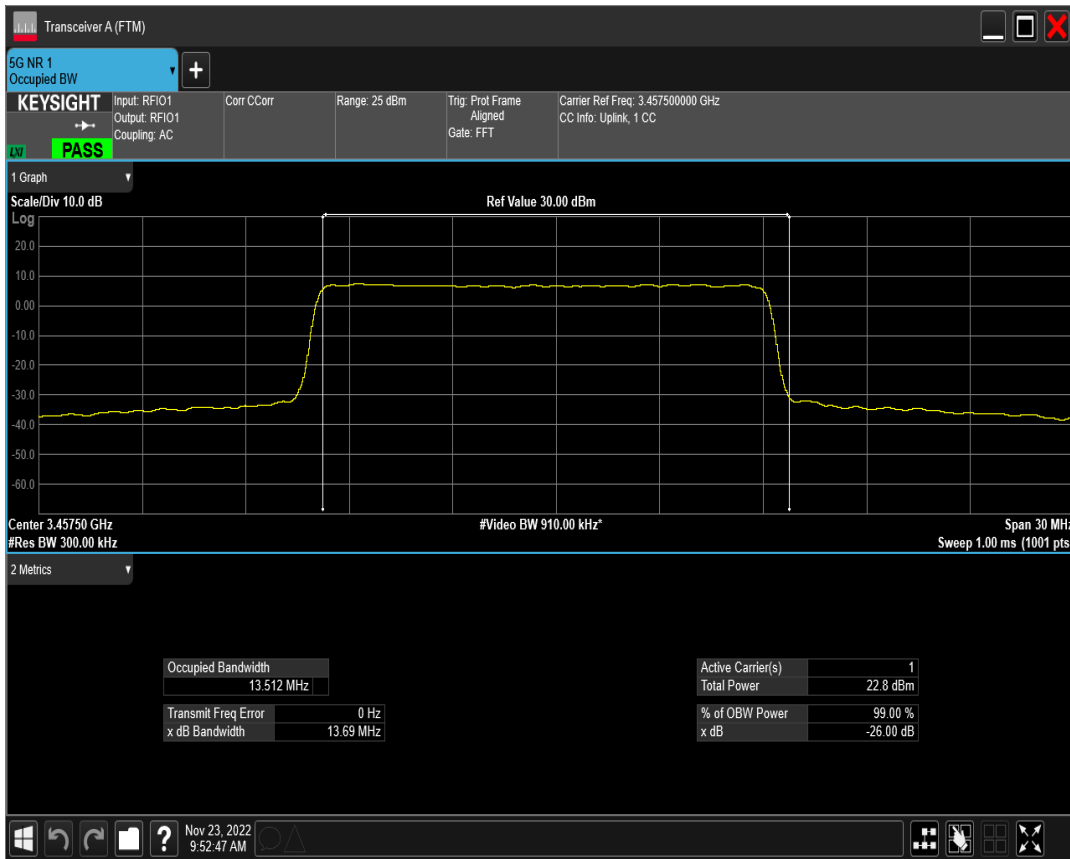 Transceiver A (FTM)
5G NR 1
Occupied BW
+
KEYSIGHT
LXI
PASS
Input: RFIO1
Output: RFIO1
Coupling: AC
Corr CCorr
Range: 25 dBm
Trig: Prot Frame
Aligned
Gate: FFT
Carrier Ref Freq: 3.457500000 GHz
CC Info: Uplink, 1 CC
1 Graph
Scale/Div 10.0 dB
Ref Value 30.00 dBm
Log
20.0
10.0
0.00
-10.0
-20.0
-30.0
-40.0
-50.0
-60.0
Center 3.45750 GHz
#Video BW 910.00 kHz*
Span 30 MHz
#Res BW 300.00 kHz
Sweep 1.00 ms (1001 pts
2 Metrics
Occupied Bandwidth
13.512 MHz
Transmit Freq Error 0 Hz
x dB Bandwidth 13.69 MHz
Active Carrier(s) 1
Total Power 22.8 dBm
% of OBW Power 99.00 %
x dB -26.00 dB
?
Nov 23, 2022
9:52:47 AM